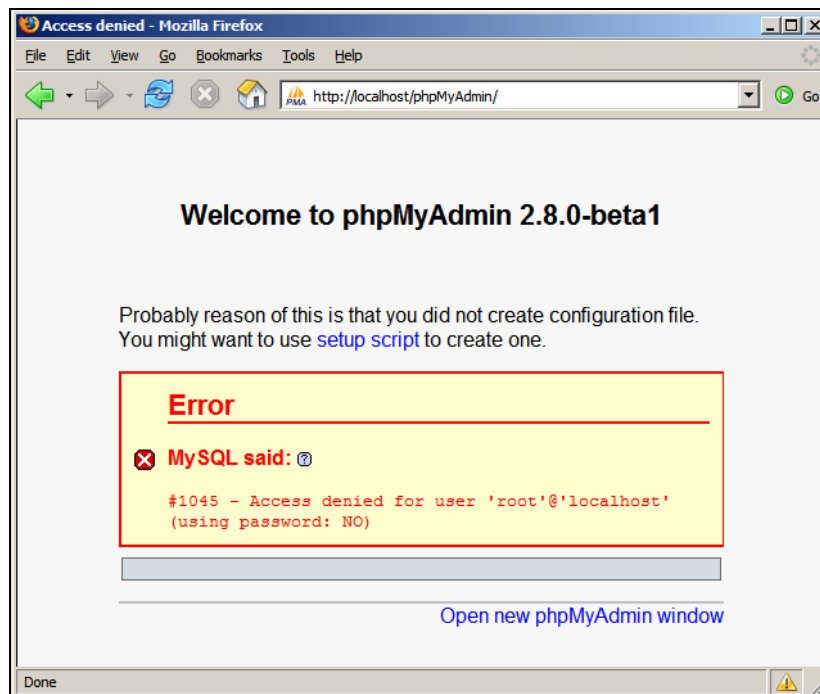 Access denied - Mozilla Firefox
File Edit View Go Bookmarks Tools Help
PMA http://localhost/phpMyAdmin/ Go
Welcome to phpMyAdmin 2.8.0-beta1
Probably reason of this is that you did not create configuration file.
You might want to use setup script to create one.
Error
MySQL said: ?
#1045 - Access denied for user 'root'@'localhost'
(using password: NO)
Open new phpMyAdmin window
Done